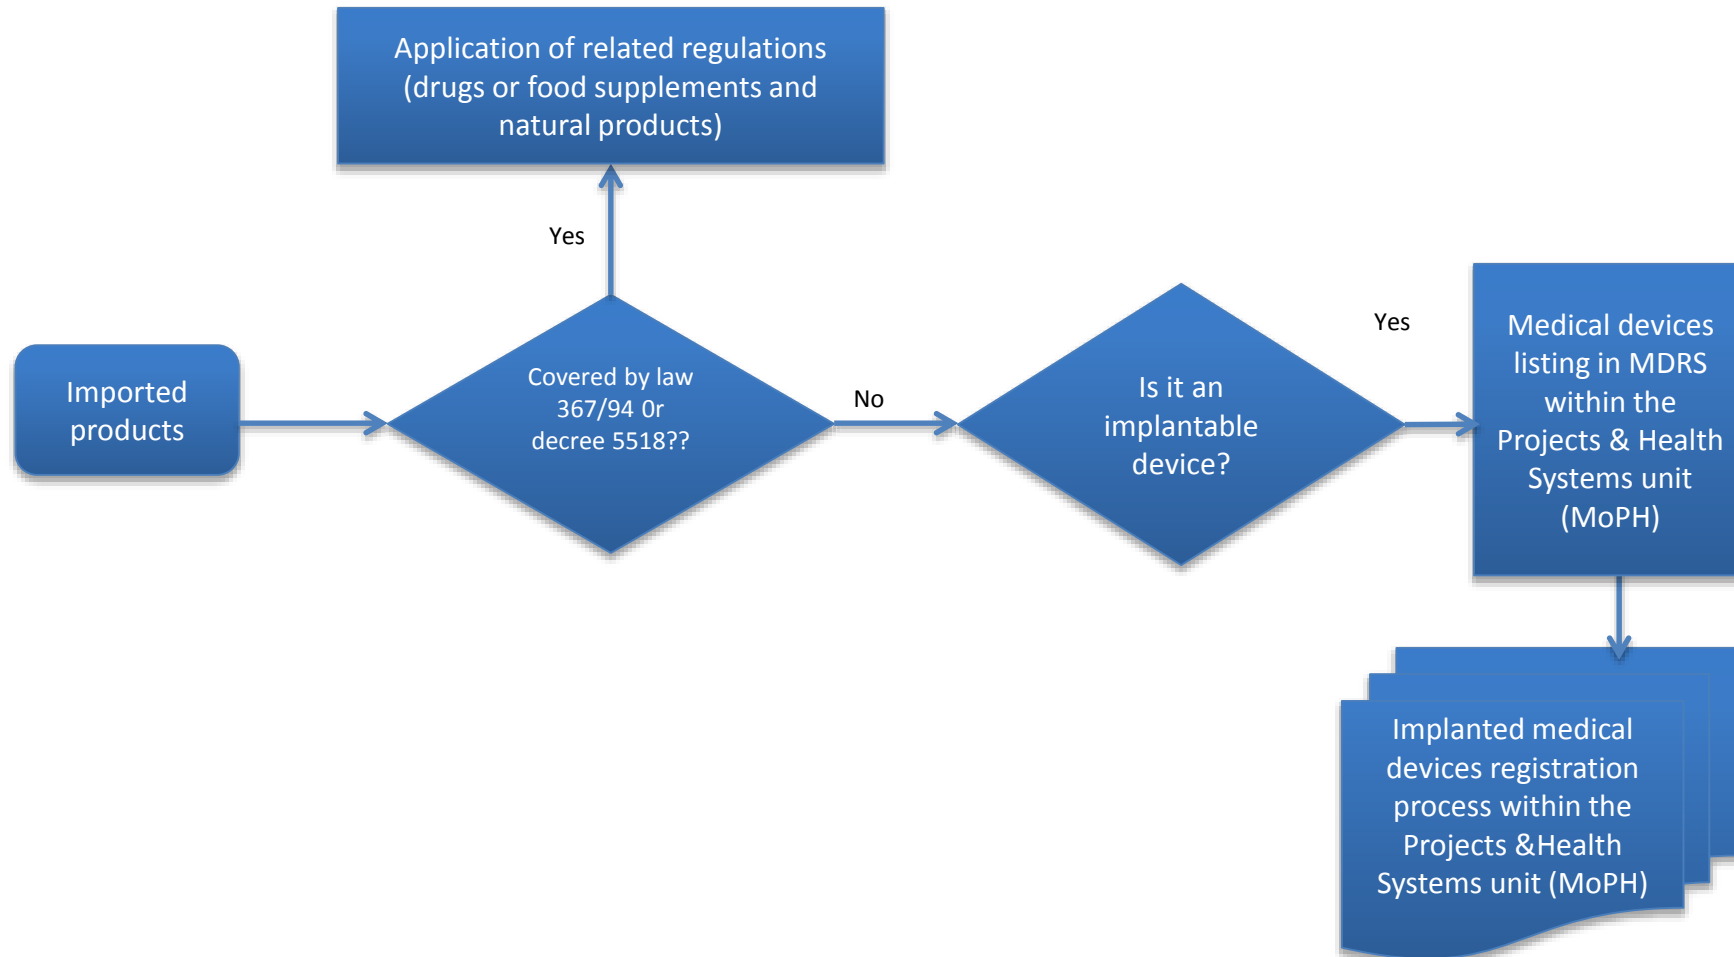 Application of related regulations
(drugs or food supplements and
natural products)
Yes
Imported
products
Covered by law
367/94 0r
decree 5518??
No
Is it an
implantable
device?
Yes
Medical devices
listing in MDRS
within the
Projects & Health
Systems unit
(MoPH)
Implanted medical
devices registration
process within the
Projects &Health
Systems unit (MoPH)